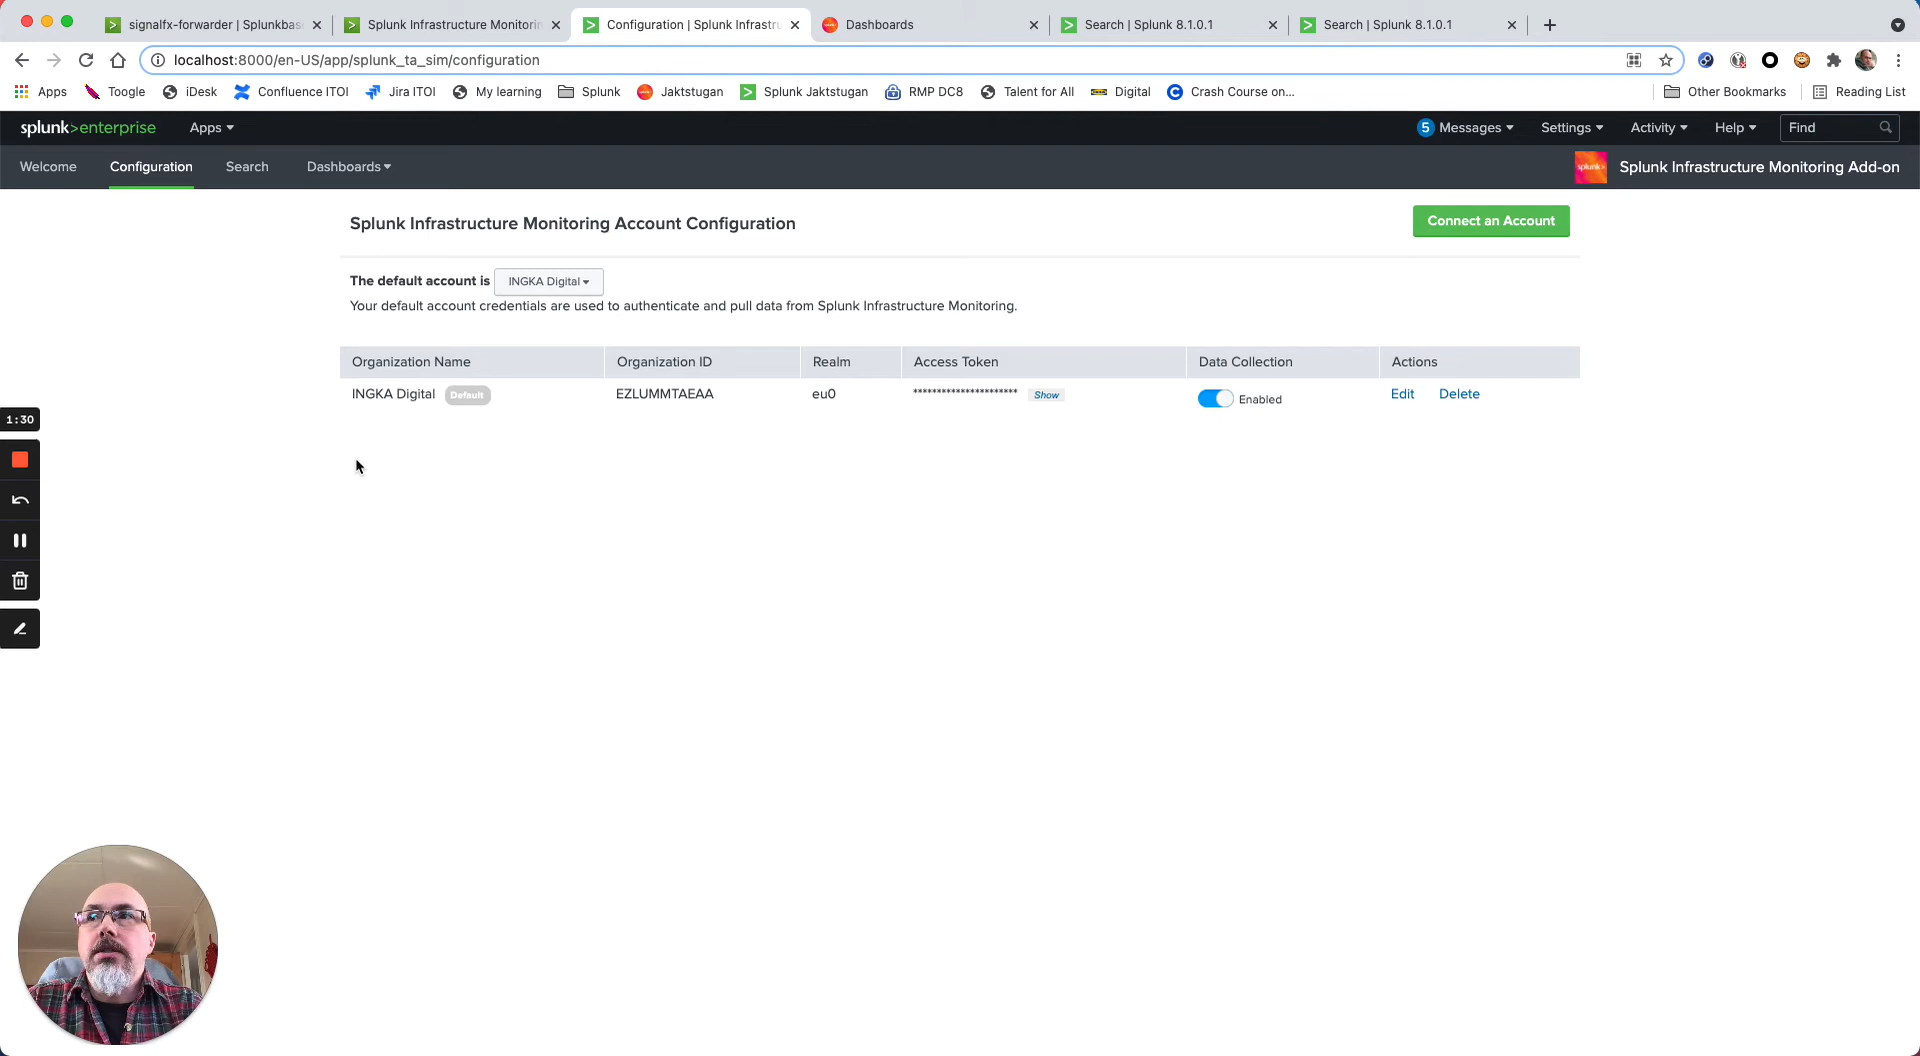 signalfx-forwarder | Splunkbas
Splunk Infrastructure Monitorin
Configuration | Splunk Infrastru
Dashboards
Search | Splunk 8.1.0.1
Search | Splunk 8.1.0.1
localhost:8000/en-US/app/splunk_ta_sim/configuration
Apps
Toogle
iDesk
Confluence ITOI
Jira ITOI
My learning
Splunk
Jaktstugan
Splunk Jaktstugan
RMP DC8
Talent for All
Digital
Crash Course on...
Other Bookmarks
Reading List
splunk>enterprise
Apps
5 Messages
Settings
Activity
Help
Find
Welcome
Configuration
Search
Dashboards
splunk>
Splunk Infrastructure Monitoring Add-on
Splunk Infrastructure Monitoring Account Configuration
Connect an Account
The default account is INGKA Digital
Your default account credentials are used to authenticate and pull data from Splunk Infrastructure Monitoring.
Organization Name Organization ID Realm Access Token Data Collection Actions
INGKA Digital Default EZLUMMTAEAA eu0 ********************** Show Enabled Edit Delete
1:30